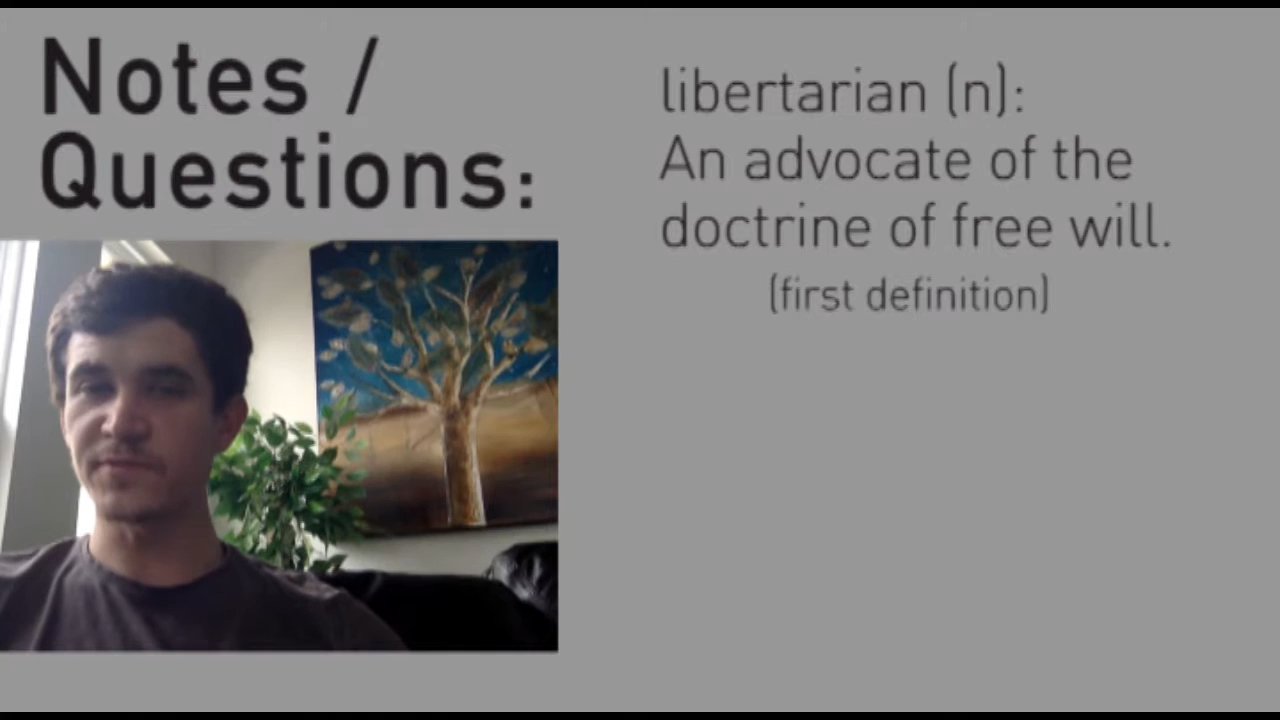 Notes /
Questions:
libertarian (n):
An advocate of the
doctrine of free will.
(first definition)